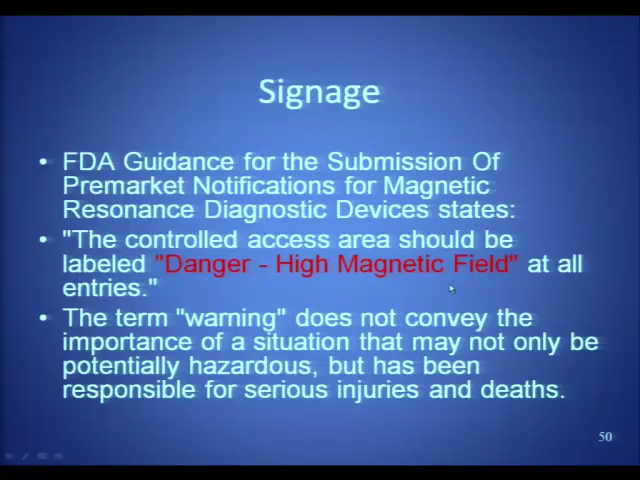 Signage
• FDA Guidance for the Submission Of
Premarket Notifications for Magnetic
Resonance Diagnostic Devices states:
• "The controlled access area should be
labeled "Danger - High Magnetic Field" at all
entries."
• The term "warning" does not convey the
importance of a situation that may not only be
potentially hazardous, but has been
responsible for serious injuries and deaths.
50